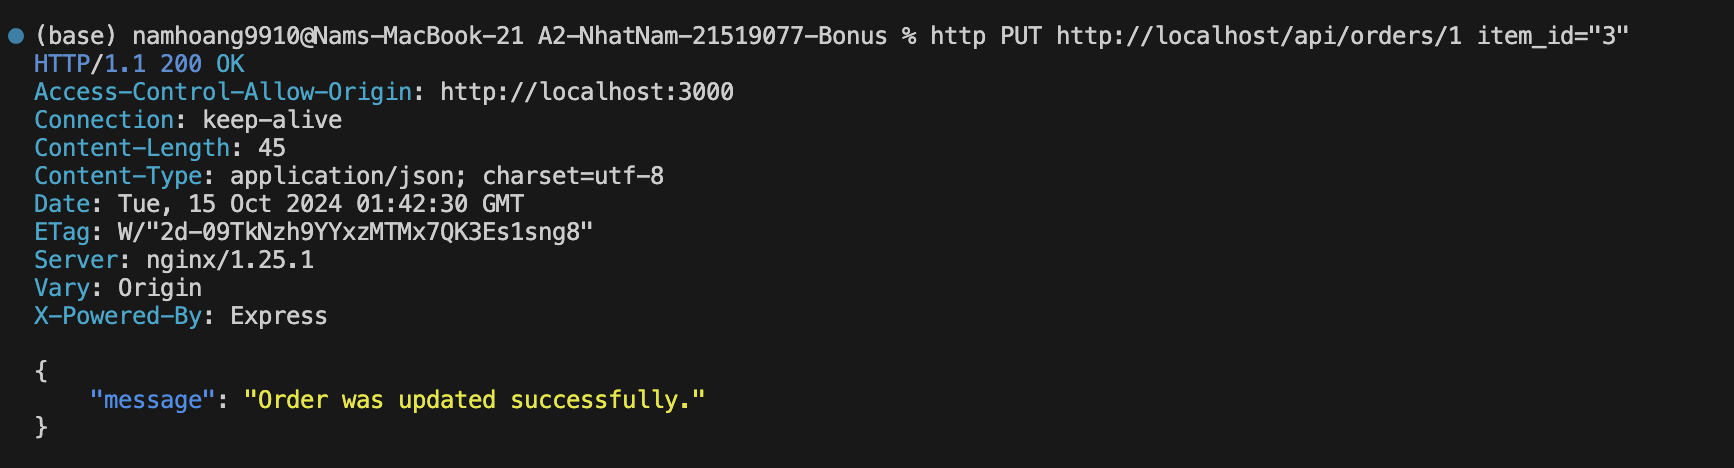 (base) namhoang9910@Nams-MacBook-21 A2-NhatNam-21519077-Bonus % http PUT http://localhost/api/orders/1 item_id="3"
HTTP/1.1 200 OK
Access-Control-Allow-Origin: http://localhost:3000
Connection: keep-alive
Content-Length: 45
Content-Type: application/json; charset=utf-8
Date: Tue, 15 Oct 2024 01:42:30 GMT
ETag: W/"2d-09TkNzh9YYxzMTMx7QK3Es1sng8"
Server: nginx/1.25.1
Vary: Origin
X-Powered-By: Express
{
    "message": "Order was updated successfully."
}